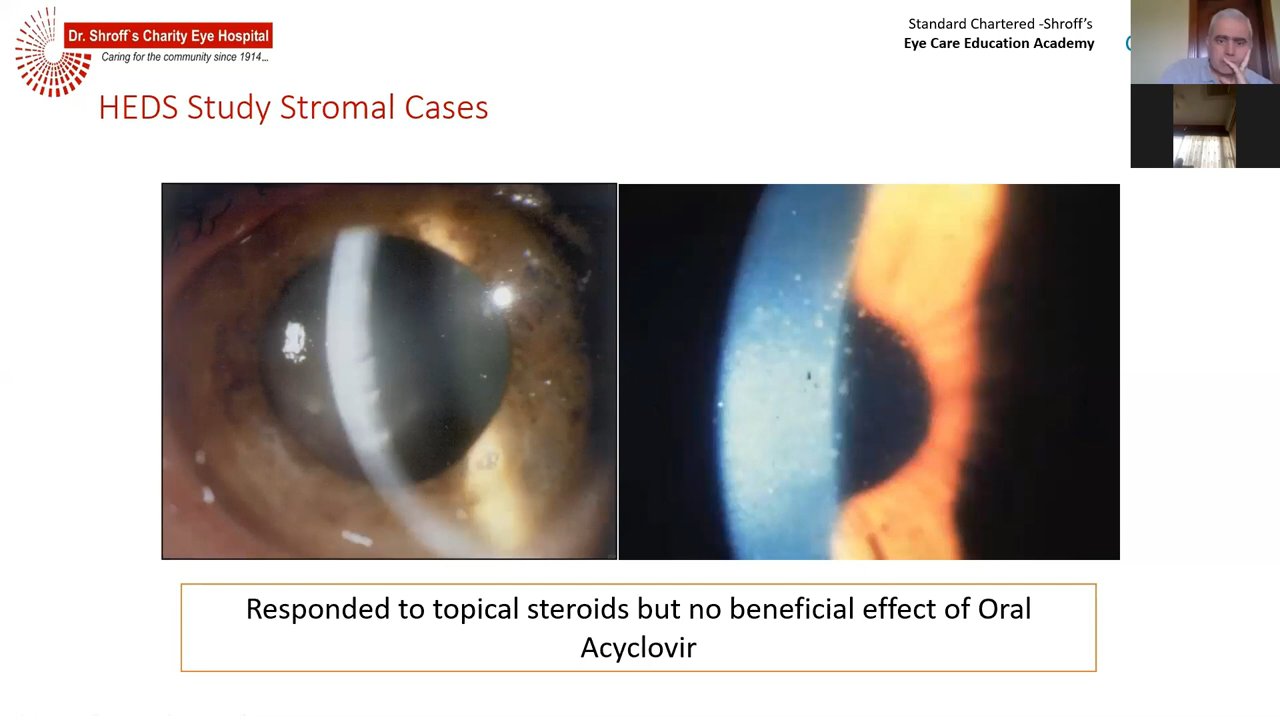 Dr. Shroff`s Charity Eye Hospital
Caring for the community since 1914...
Standard Chartered -Shroff's
Eye Care Education Academy
HEDS Study Stromal Cases
Responded to topical steroids but no beneficial effect of Oral
Acyclovir